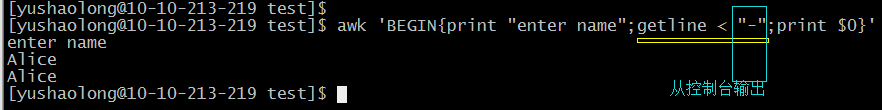 [yushaolong@10-10-213-219 test]$
[yushaolong@10-10-213-219 test]$ awk 'BEGIN{print "enter name";getline < "-";print $0}'
enter name
Alice
Alice
[yushaolong@10-10-213-219 test]$
从控制台输出